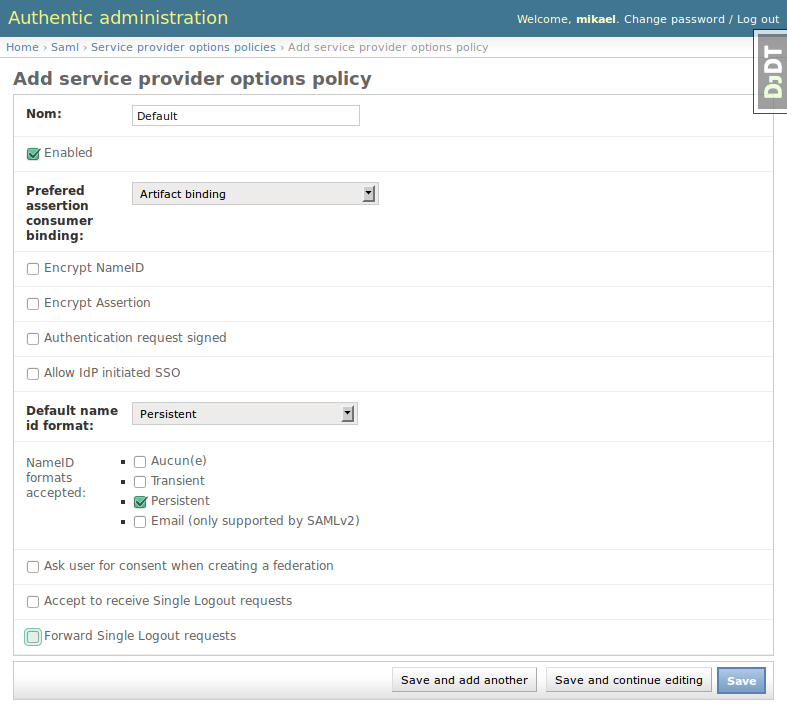 Authentic administration
Welcome, mikael. Change password / Log out
Home › Saml › Service provider options policies › Add service provider options policy
DJDT
Add service provider options policy
Nom:
Default
Enabled
Prefered
assertion
consumer
binding:
Artifact binding
Encrypt NameID
Encrypt Assertion
Authentication request signed
Allow IdP initiated SSO
Default name
id format:
Persistent
NameID
formats
accepted:
Aucun(e)
Transient
Persistent
Email (only supported by SAMLv2)
Ask user for consent when creating a federation
Accept to receive Single Logout requests
Forward Single Logout requests
Save and add another
Save and continue editing
Save